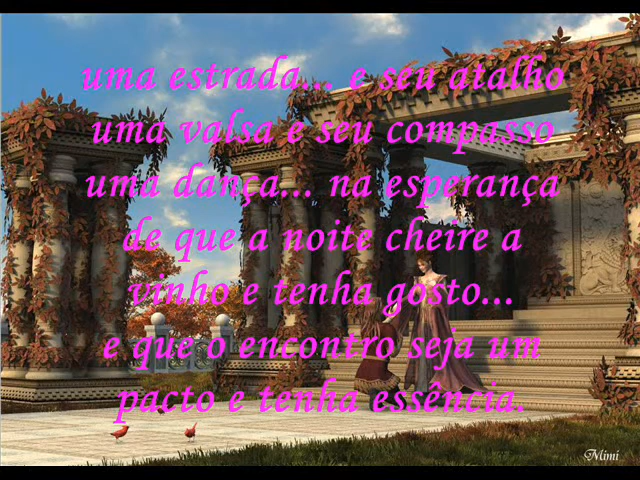 uma estrada... e seu atalho
uma valsa e seu compasso
uma dança... na esperança
de que a noite cheire a
vinho e tenha gosto...
e que o encontro seja um
pacto e tenha essência.
Mimi